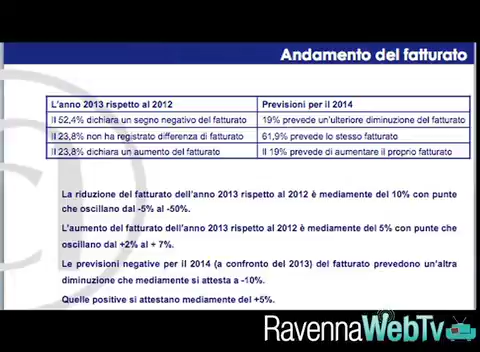 Andamento del fatturato
L'anno 2013 rispetto al 2012 Previsioni per il 2014
Il 52,4% dichiara un segno negativo del fatturato 19% prevede un'ulteriore diminuzione del fatturato
Il 23,8% non ha registrato differenza di fatturato 61,9% prevede lo stesso fatturato
Il 23,8% dichiara un aumento del fatturato Il 19% prevede di aumentare il proprio fatturato
La riduzione del fatturato dell'anno 2013 rispetto al 2012 è mediamente del 10% con punte
che oscillano dal -5% al -50%.
L'aumento del fatturato dell'anno 2013 rispetto al 2012 è mediamente del 5% con punte che
oscillano dal +2% al + 7%.
Le previsioni negative per il 2014 (a confronto del 2013) del fatturato prevedono un'altra
diminuzione che mediamente si attesta a -10%.
Quelle positive si attestano mediamente del +5%.
RavennaWebTv